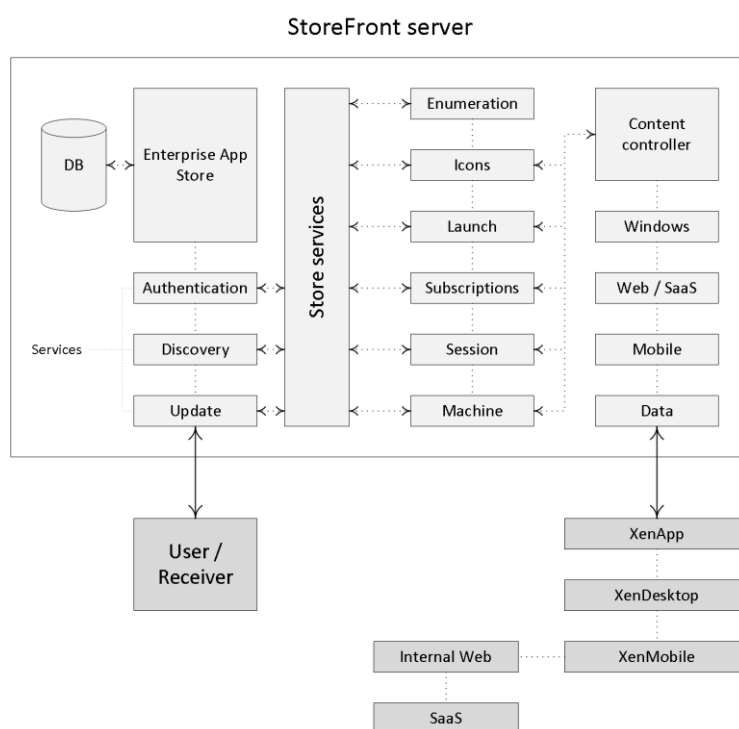 StoreFront server
DB
Enterprise App
Store
Authentication
Services
Discovery
Update
Store services
Enumeration
Icons
Launch
Subscriptions
Session
Machine
Content
controller
Windows
Web / SaaS
Mobile
Data
User /
Receiver
XenApp
XenDesktop
XenMobile
Internal Web
SaaS